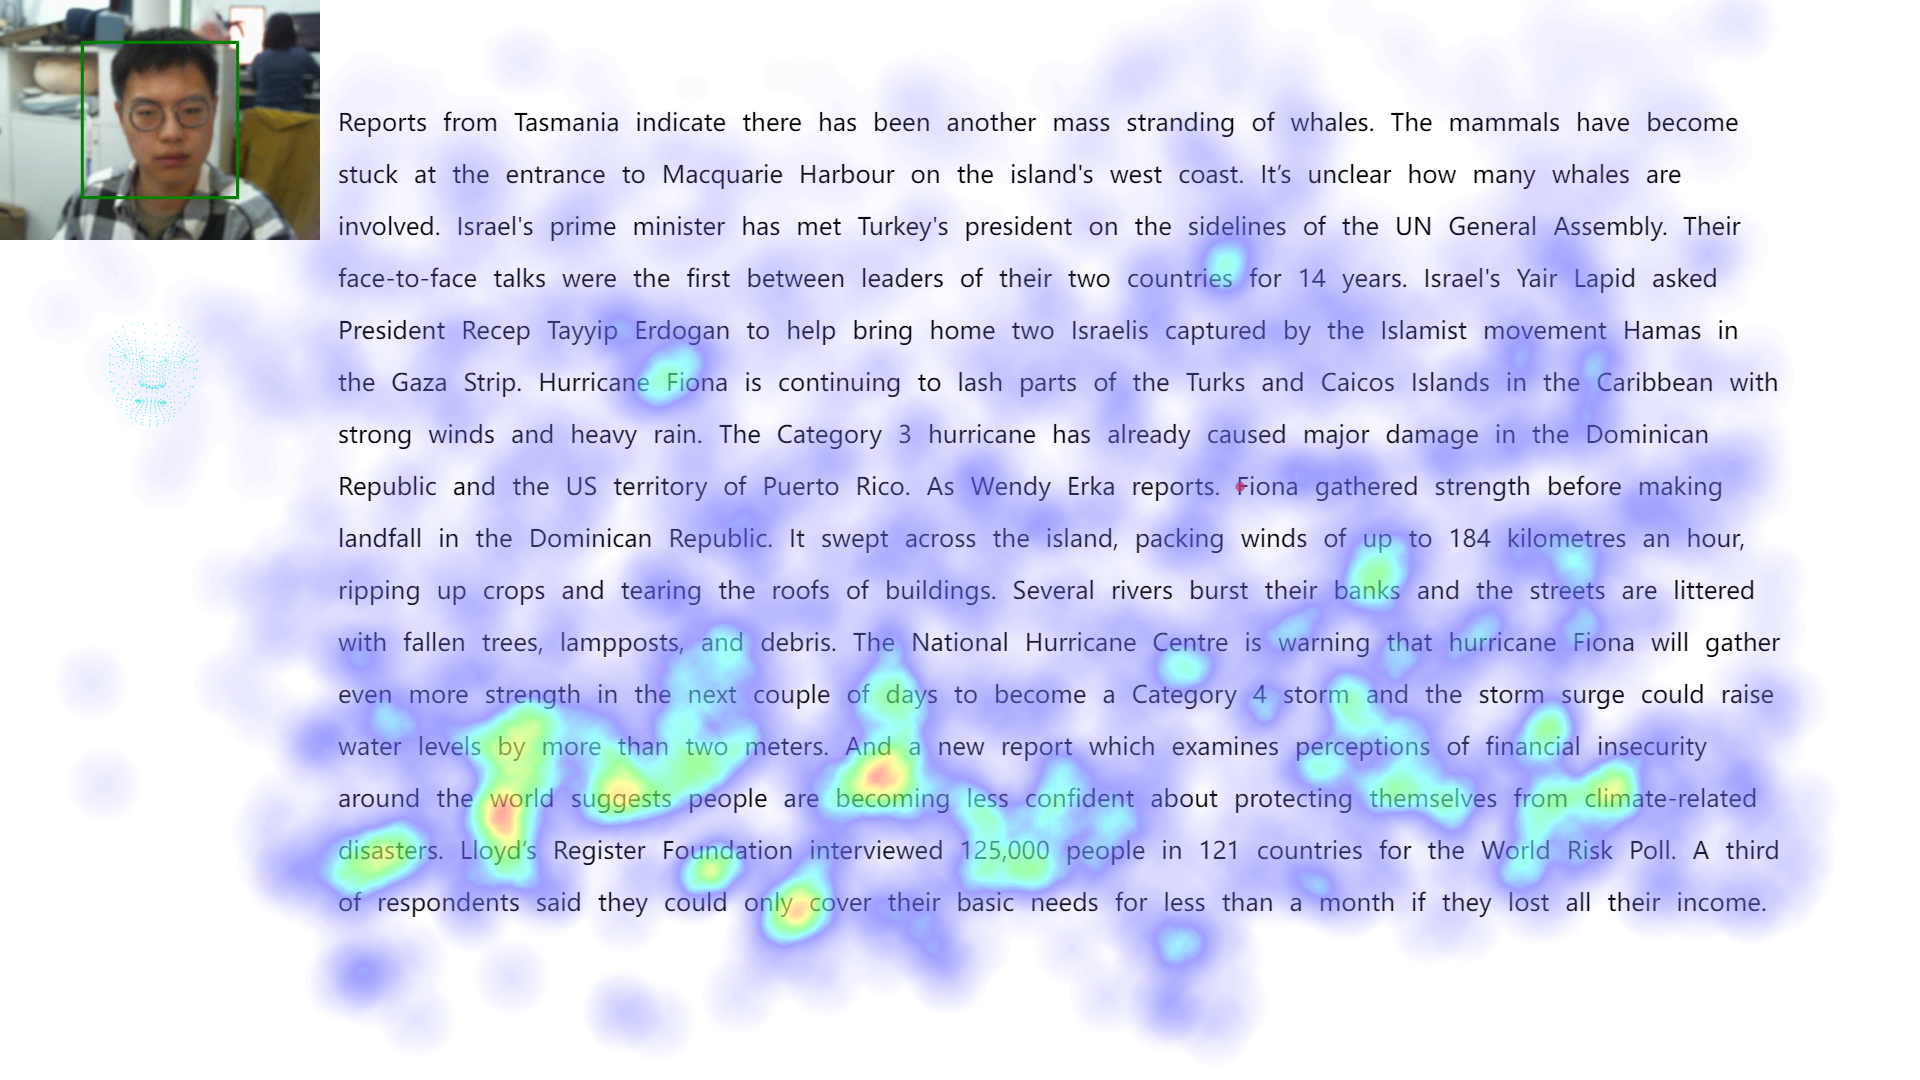 Reports from Tasmania indicate there has been another mass stranding of whales. The mammals have become
stuck at the entrance to Macquarie Harbour on the island's west coast. It’s unclear how many whales are
involved. Israel's prime minister has met Turkey's president on the sidelines of the UN General Assembly. Their
face-to-face talks were the first between leaders of their two countries for 14 years. Israel's Yair Lapid asked
President Recep Tayyip Erdogan to help bring home two Israelis captured by the Islamist movement Hamas in
the Gaza Strip. Hurricane Fiona is continuing to lash parts of the Turks and Caicos Islands in the Caribbean with
strong winds and heavy rain. The Category 3 hurricane has already caused major damage in the Dominican
Republic and the US territory of Puerto Rico. As Wendy Erka reports. Fiona gathered strength before making
landfall in the Dominican Republic. It swept across the island, packing winds of up to 184 kilometres an hour,
ripping up crops and tearing the roofs of buildings. Several rivers burst their banks and the streets are littered
with fallen trees, lampposts, and debris. The National Hurricane Centre is warning that hurricane Fiona will gather
even more strength in the next couple of days to become a Category 4 storm and the storm surge could raise
water levels by more than two meters. And a new report which examines perceptions of financial insecurity
around the world suggests people are becoming less confident about protecting themselves from climate-related
disasters. Lloyd’s Register Foundation interviewed 125,000 people in 121 countries for the World Risk Poll. A third
of respondents said they could only cover their basic needs for less than a month if they lost all their income.